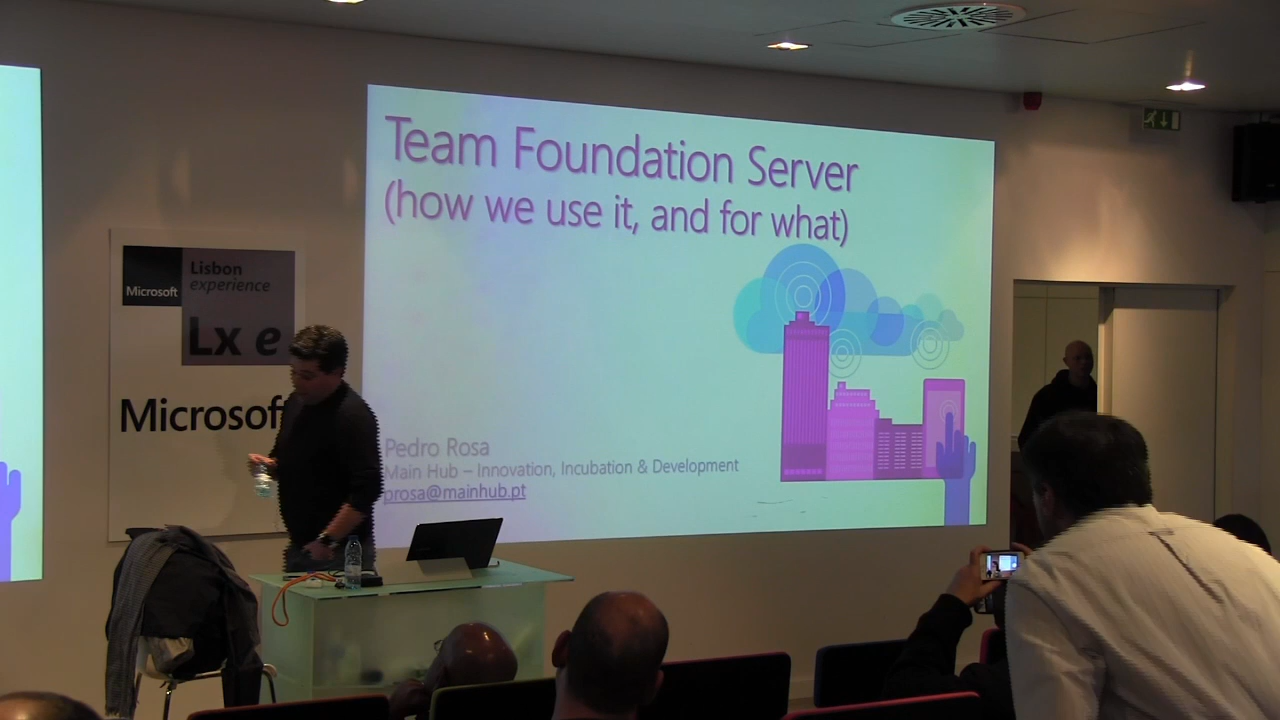 Team Foundation Server
(how we use it, and for what)
Lisbon
experience
Microsoft
Lx e
Microsof
Pedro Rosa
Main Hub – Innovation, Incubation & Development
prosa@mainhub.pt